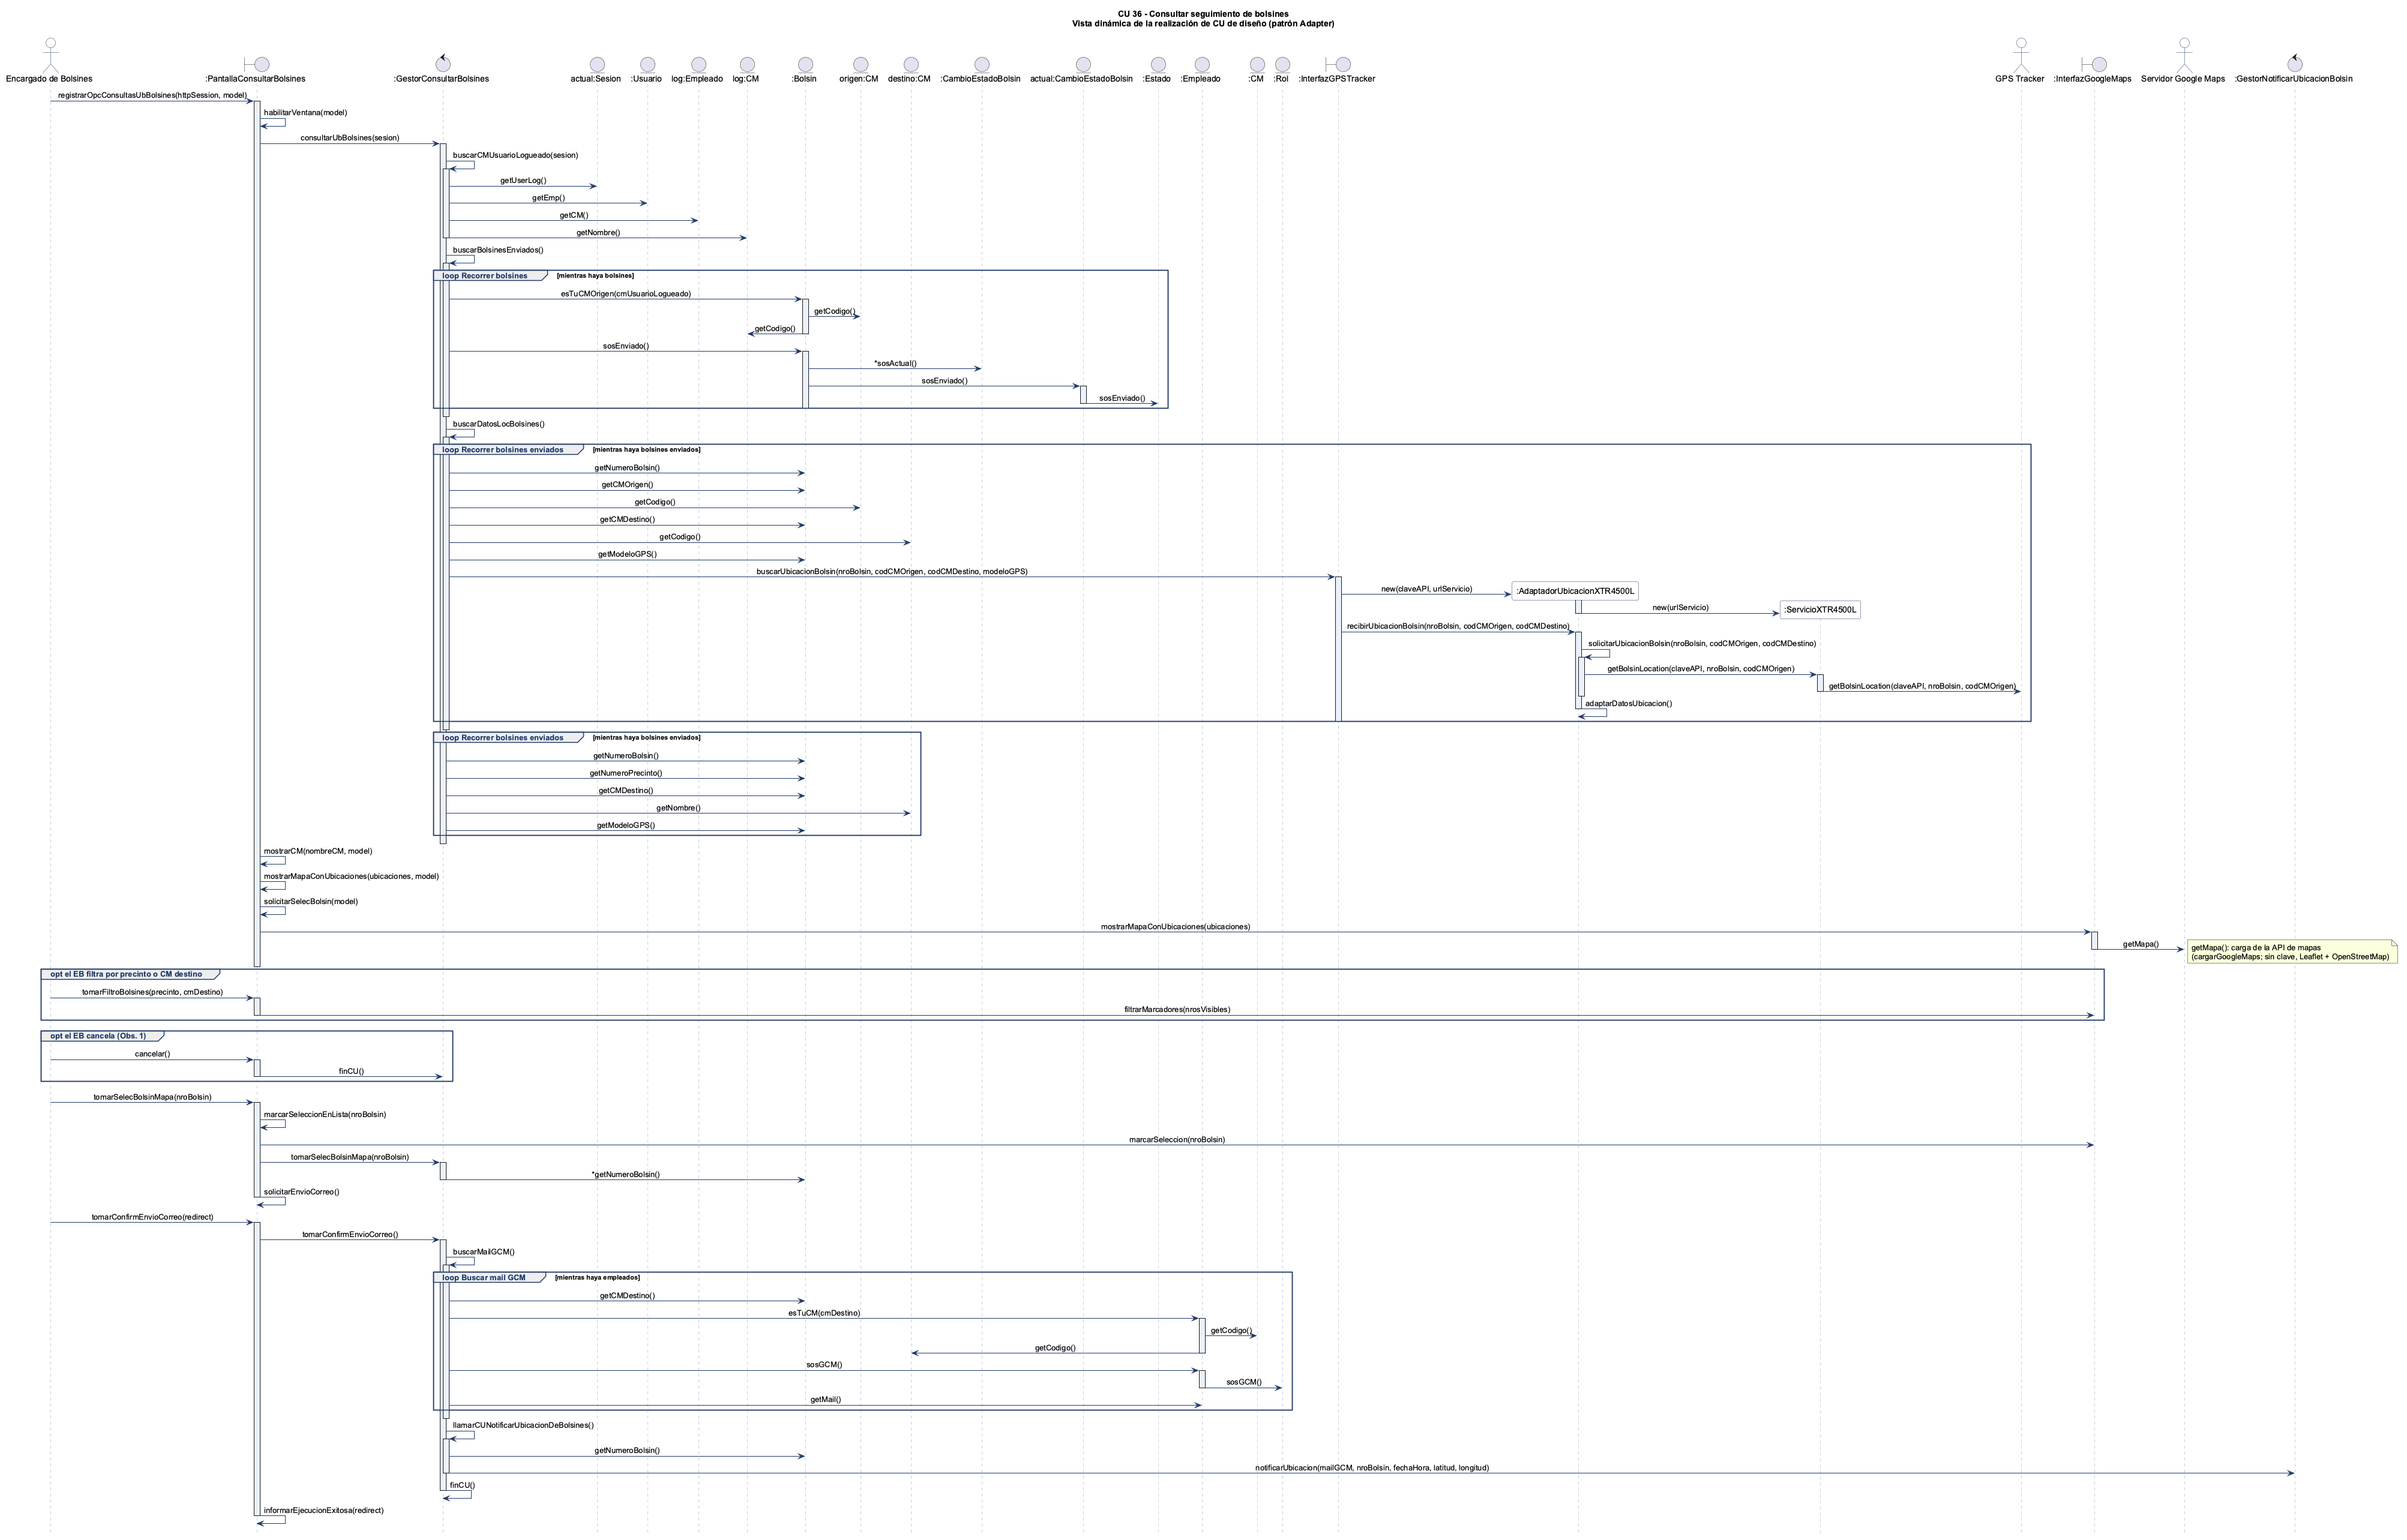 CU 36 - Consultar seguimiento de bolsines
Vista dinámica de la realización de CU de diseño (patrón Adapter)
Encargado de Bolsines
:PantallaConsultarBolsines
:GestorConsultarBolsines
actual:Sesion
:Usuario
log:Empleado
log:CM
:Bolsin
origen:CM
destino:CM
:CambioEstadoBolsin
actual:CambioEstadoBolsin
:Estado
:Empleado
:CM
:Rol
:InterfazGPSTracker
GPS Tracker
:InterfazGoogleMaps
Servidor Google Maps
:GestorNotificarUbicacionBolsin
registrarOpcConsultasUbBolsines(httpSession, model)
habilitarVentana(model)
consultarUbBolsines(sesion)
buscarCMUsuarioLogueado(sesion)
getUserLog()
getEmp()
getCM()
getNombre()
buscarBolsinesEnviados()
loop Recorrer bolsines [mientras haya bolsines]
esTuCMOrigen(cmUsuarioLogueado)
getCodigo()
getCodigo()
sosEnviado()
*sosActual()
sosEnviado()
sosEnviado()
buscarDatosLocBolsines()
loop Recorrer bolsines enviados [mientras haya bolsines enviados]
getNumeroBolsin()
getCMOrigen()
getCodigo()
getCMDestino()
getCodigo()
getModeloGPS()
buscarUbicacionBolsin(nroBolsin, codCMOrigen, codCMDestino, modeloGPS)
new(claveAPI, urlServicio)
:AdaptadorUbicacionXTR4500L
new(urlServicio)
:ServicioXTR4500L
recibirUbicacionBolsin(nroBolsin, codCMOrigen, codCMDestino)
solicitarUbicacionBolsin(nroBolsin, codCMOrigen, codCMDestino)
getBolsinLocation(claveAPI, nroBolsin, codCMOrigen)
getBolsinLocation(claveAPI, nroBolsin, codCMOrigen)
adaptarDatosUbicacion()
loop Recorrer bolsines enviados [mientras haya bolsines enviados]
getNumeroBolsin()
getNumeroPrecinto()
getCMDestino()
getNombre()
getModeloGPS()
mostrarCM(nombreCM, model)
mostrarMapaConUbicaciones(ubicaciones, model)
solicitarSelecBolsin(model)
mostrarMapaConUbicaciones(ubicaciones)
getMapa()
getMapa(): carga de la API de mapas
(cargarGoogleMaps; sin clave, Leaflet + OpenStreetMap)
opt el EB filtra por precinto o CM destino
tomarFiltroBolsines(precinto, cmDestino)
filtrarMarcadores(nrosVisibles)
opt el EB cancela (Obs. 1)
cancelar()
finCU()
tomarSelecBolsinMapa(nroBolsin)
marcarSeleccionEnLista(nroBolsin)
marcarSeleccion(nroBolsin)
tomarSelecBolsinMapa(nroBolsin)
*getNumeroBolsin()
solicitarEnvioCorreo()
tomarConfirmEnvioCorreo(redirect)
tomarConfirmEnvioCorreo()
buscarMailGCM()
loop Buscar mail GCM [mientras haya empleados]
getCMDestino()
esTuCM(cmDestino)
getCodigo()
getCodigo()
sosGCM()
sosGCM()
getMail()
llamarCUNotificarUbicacionDeBolsines()
getNumeroBolsin()
notificarUbicacion(mailGCM, nroBolsin, fechaHora, latitud, longitud)
finCU()
informarEjecucionExitosa(redirect)